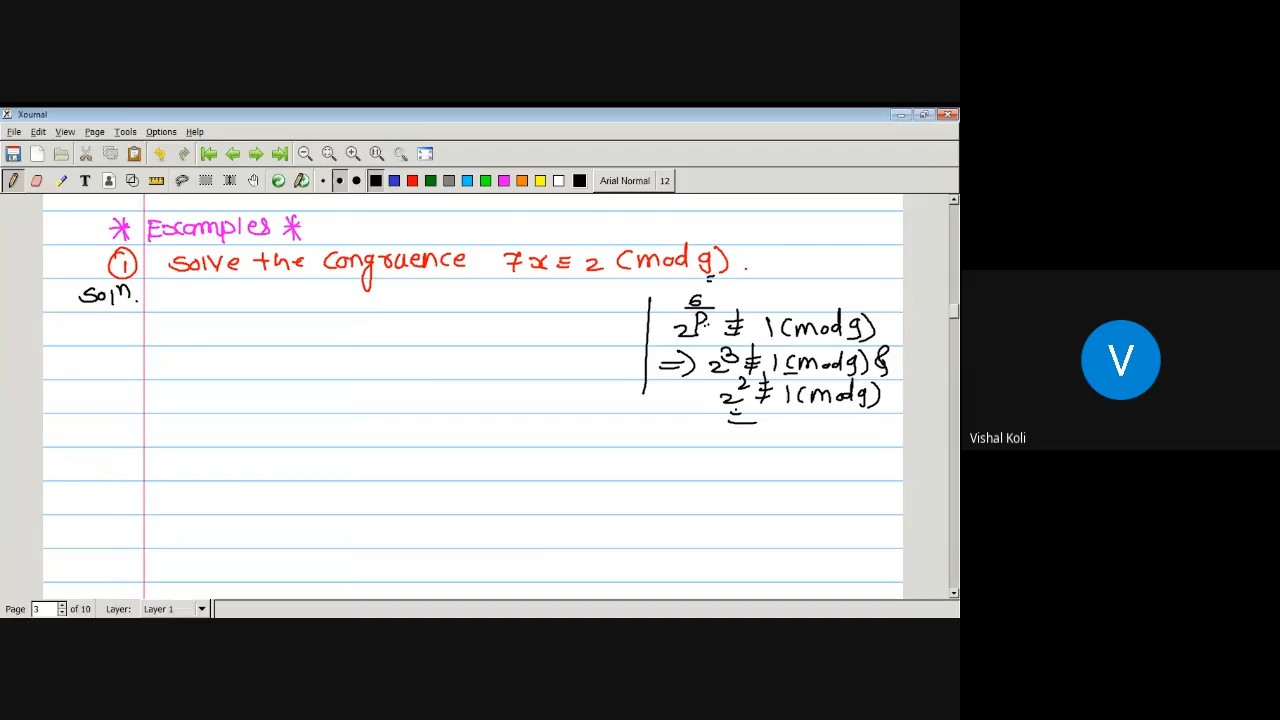 Xournal
File Edit View Page Tools Options Help
Arial Normal 12
* Examples *
① Solve the Congruence 7x ≡ 2 (mod 9).
Soln.
2^(6/p) ≢ 1 (mod 9)
⇒ 2^3 ≢ 1 (mod 9) &
2^2 ≢ 1 (mod 9)
V
Vishal Koli
Page 3 of 10 Layer: Layer 1